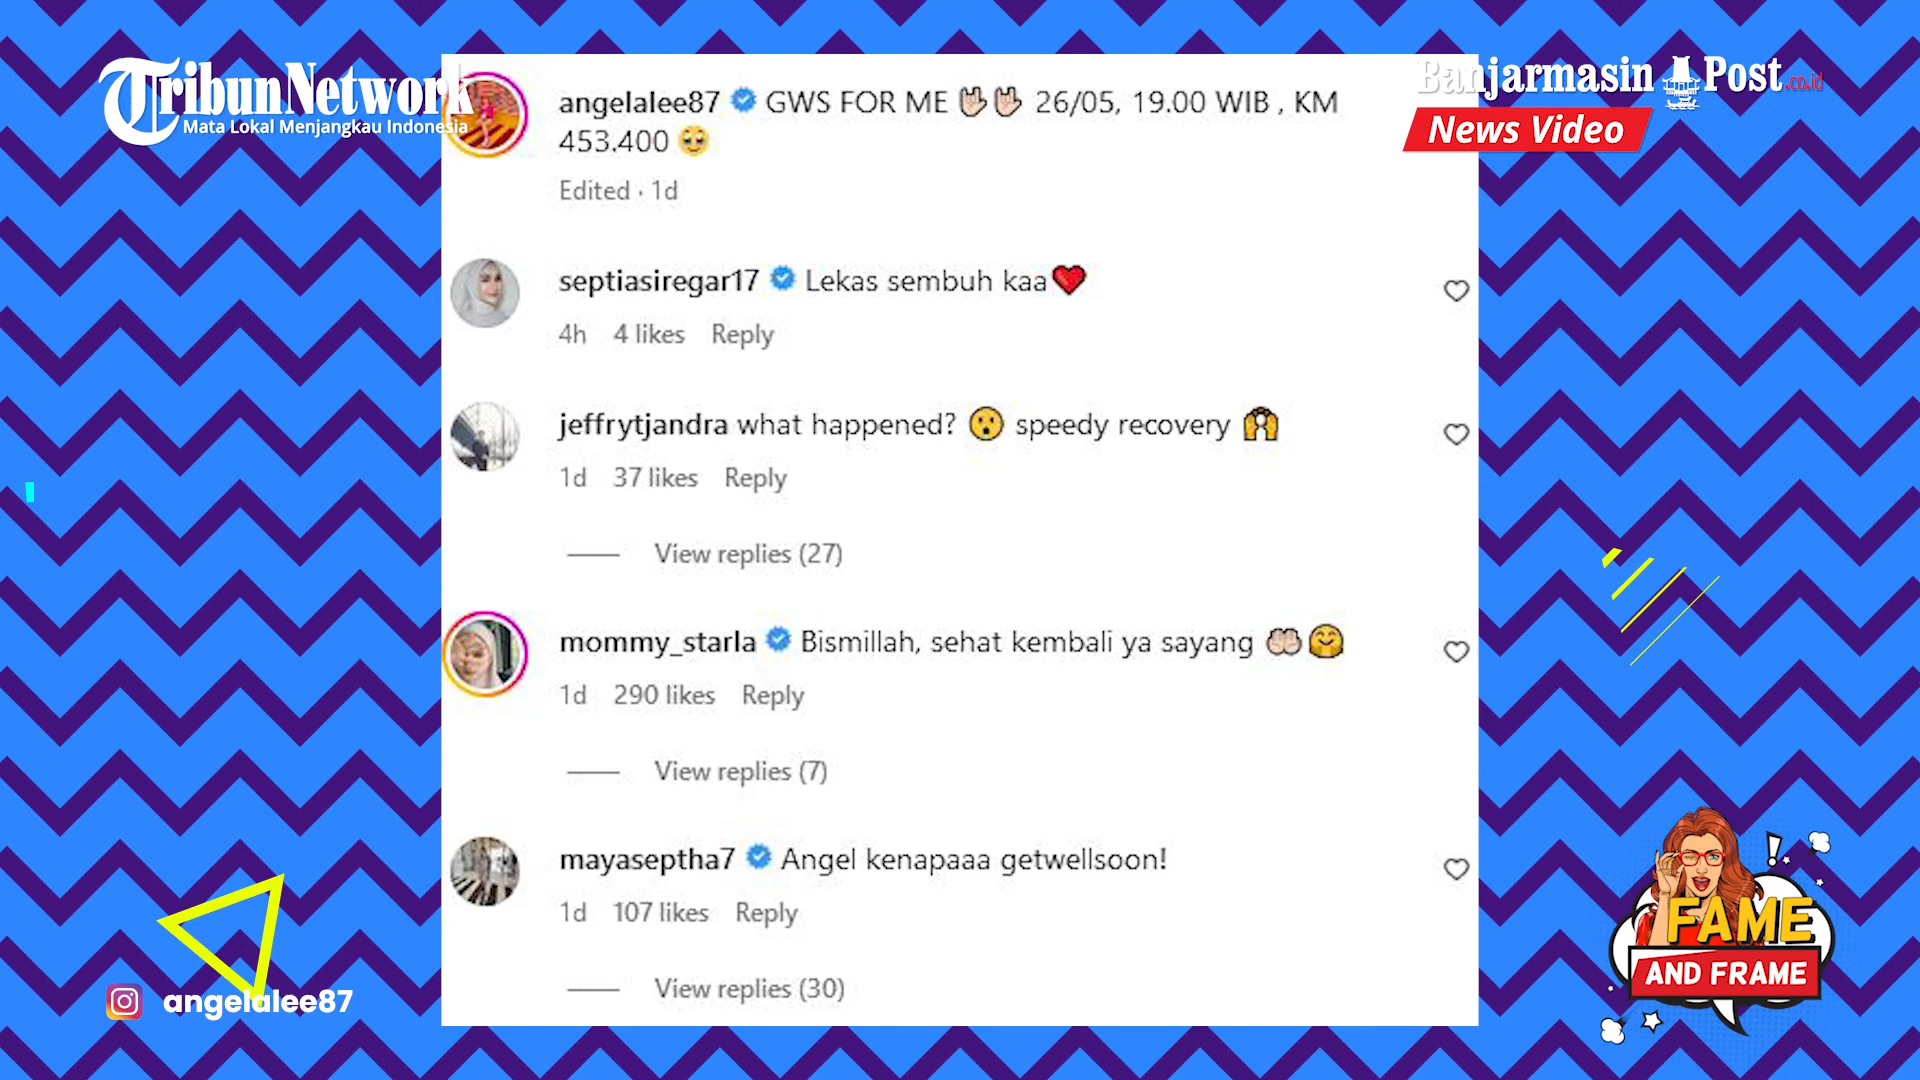 TribunNetwork
Mata Lokal Menjangkau Indonesia
Banjarmasin Post.co.id
News Video
angelalee87 GWS FOR ME 🤟🏻🤟🏻 26/05, 19.00 WIB , KM
453.400 🥹
Edited · 1d
septiasiregar17 Lekas sembuh kaa❤️
4h 4 likes Reply
jeffrytjandra what happened? 😮 speedy recovery 🙌
1d 37 likes Reply
View replies (27)
mommy_starla Bismillah, sehat kembali ya sayang 🤲🏻🤗
1d 290 likes Reply
View replies (7)
mayaseptha7 Angel kenapaaa getwellsoon!
1d 107 likes Reply
View replies (30)
angelalee87
FAME
AND FRAME